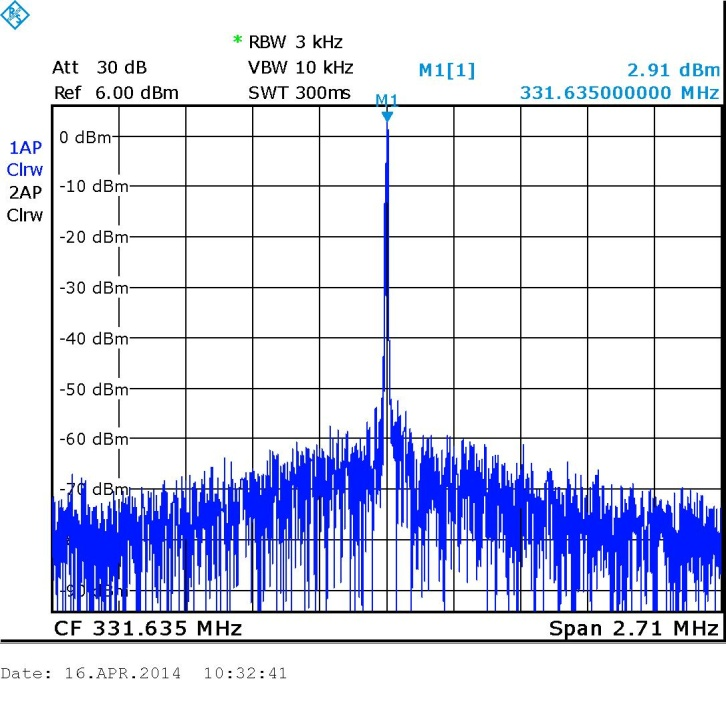 R&S
* RBW 3 kHz
Att 30 dB VBW 10 kHz M1[1] 2.91 dBm
Ref 6.00 dBm SWT 300ms 331.635000000 MHz
M1
0 dBm
1AP
Clrw
2AP
Clrw
-10 dBm
-20 dBm
-30 dBm
-40 dBm
-50 dBm
-60 dBm
-70 dBm
-90 dBm
CF 331.635 MHz Span 2.71 MHz
Date: 16.APR.2014 10:32:41